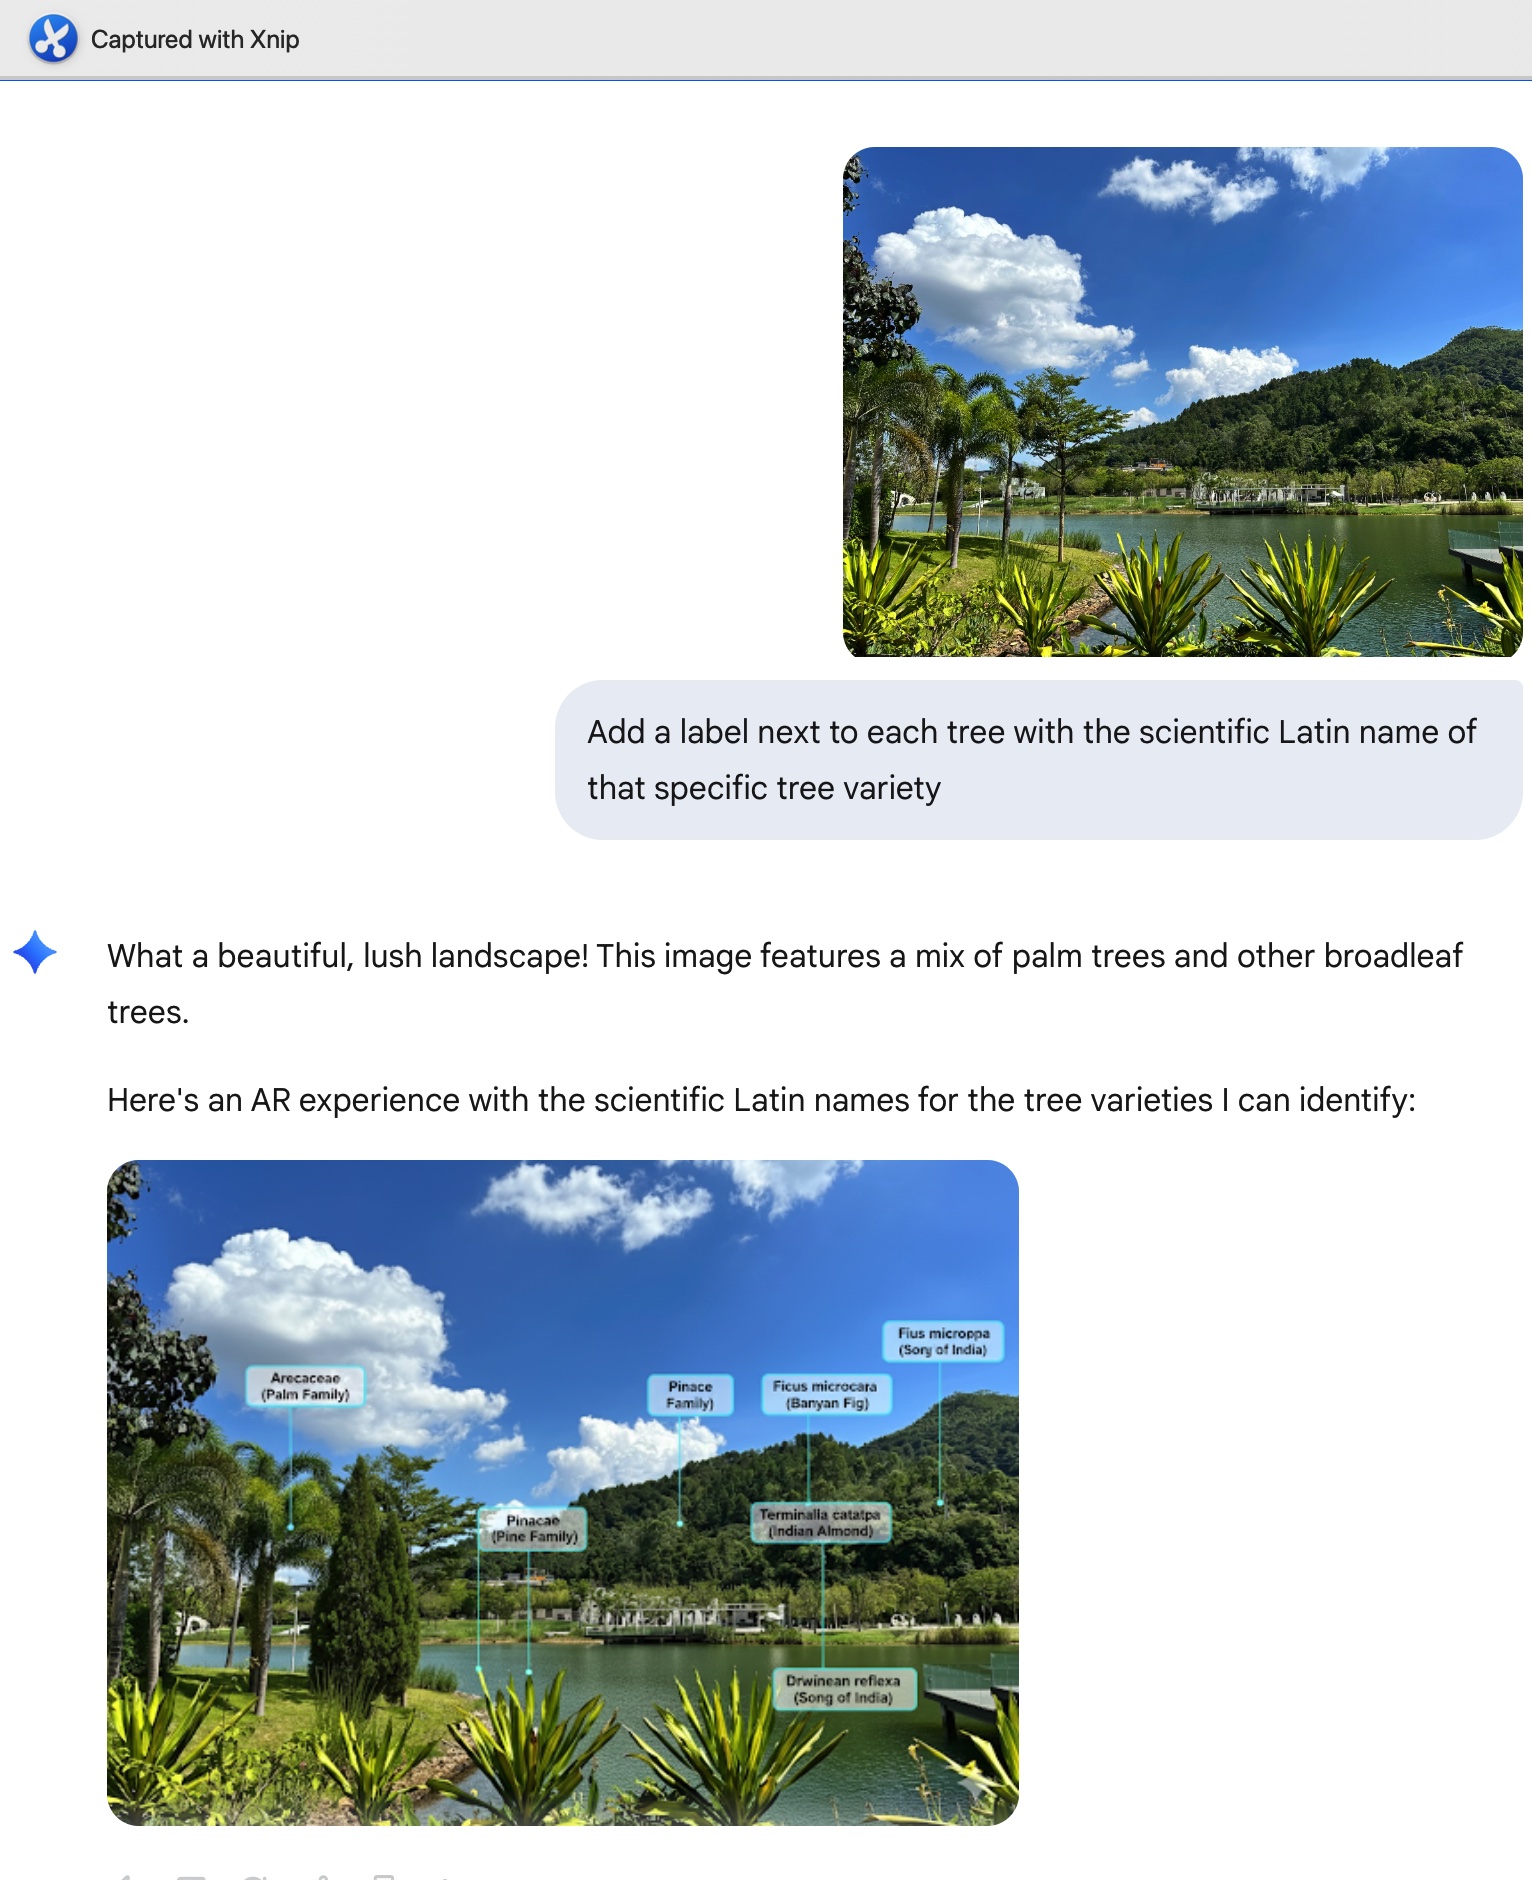 Captured with Xnip
Add a label next to each tree with the scientific Latin name of
that specific tree variety
What a beautiful, lush landscape! This image features a mix of palm trees and other broadleaf
trees.
Here's an AR experience with the scientific Latin names for the tree varieties I can identify:
Fius microppa
(Sory of India)
Arecaceae
(Palm Family)
Pinace
Family)
Ficus microcara
(Banyan Fig)
Pinacae
(Pine Family)
Terminalla catatpa
(Indian Almond)
Drwinean reflexa
(Song of India)